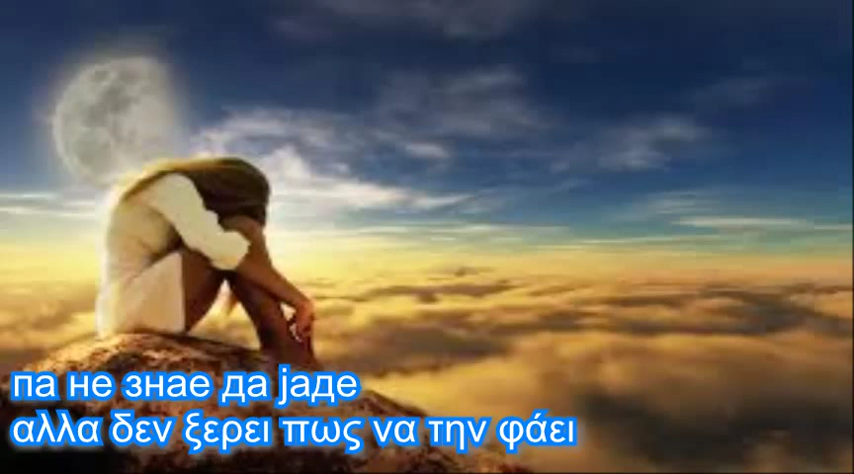 па не знае да јаде
αλλα δεν ξερει πως να την φάει